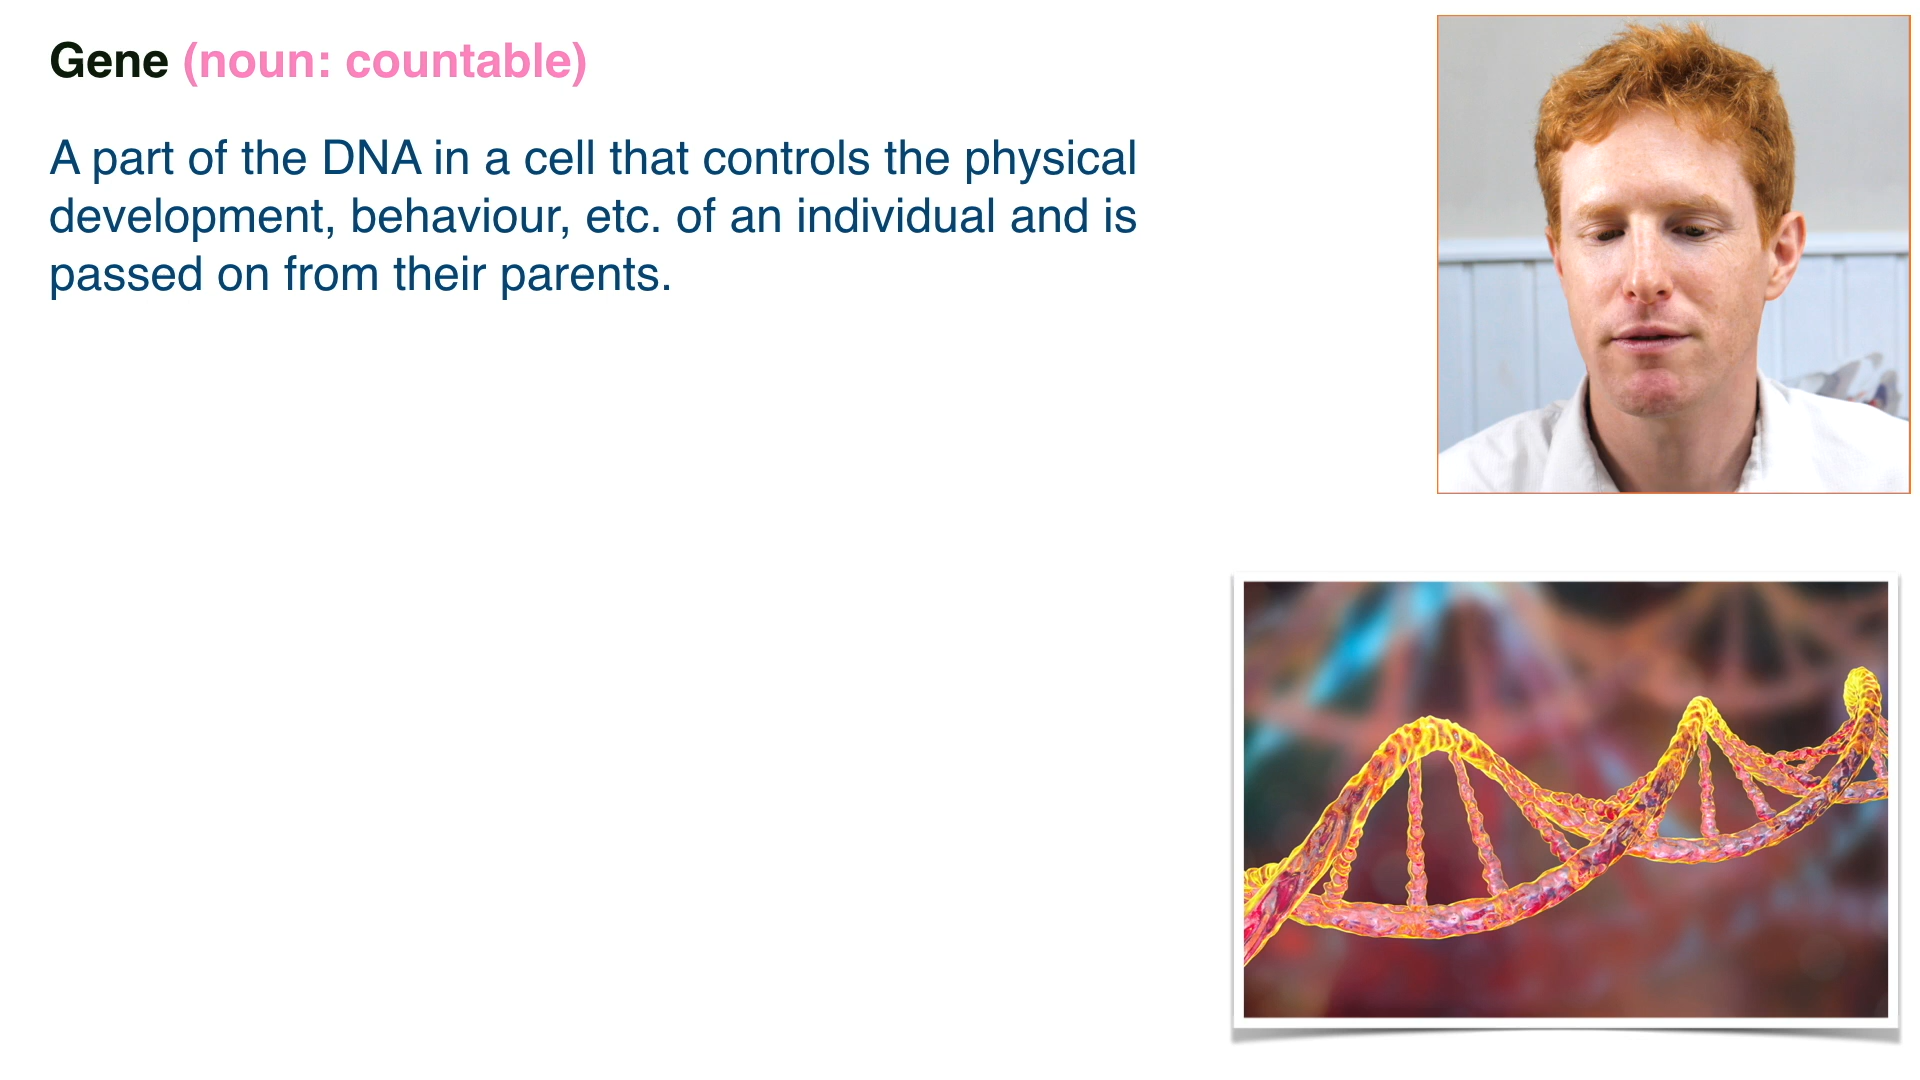 Gene (noun: countable)
A part of the DNA in a cell that controls the physical
development, behaviour, etc. of an individual and is
passed on from their parents.